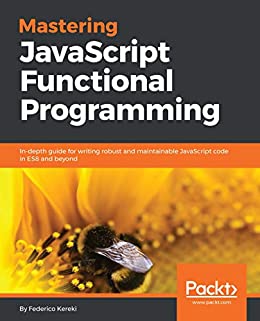 Mastering
JavaScript
Functional
Programming
In-depth guide for writing robust and maintainable JavaScript code
in ES8 and beyond
Packt>
www.packt.com
By Federico Kereki